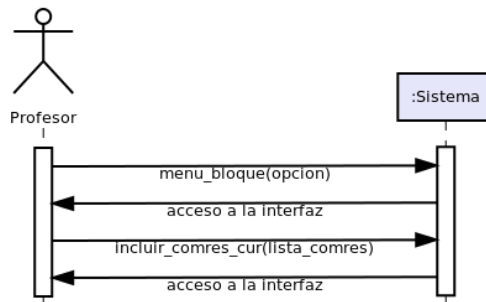 Profesor
:Sistema
menu_bloque(opcion)
acceso a la interfaz
incluir_comres_cur(lista_comres)
acceso a la interfaz